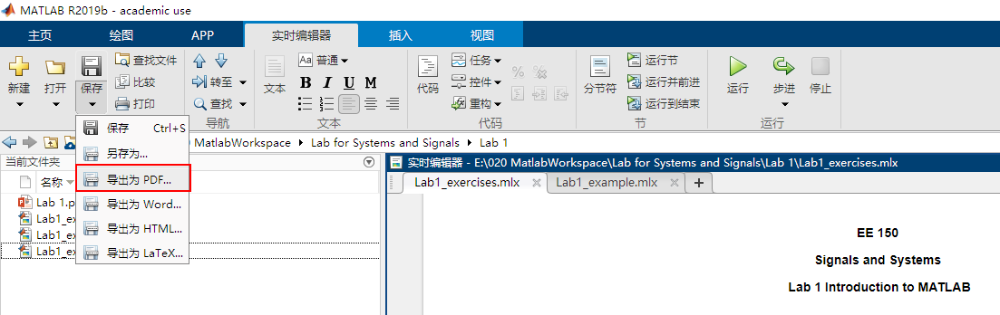 MATLAB R2019b - academic use
主页 绘图 APP 实时编辑器 插入 视图
新建 打开 保存 查找文件 比较 打印
转至 查找 导航
文本 Aa 普通 B I U M 文本
代码 任务 控件 重构 代码
分节符 运行节 运行并前进 运行到结束 节
运行 步进 停止 运行
保存 Ctrl+S
另存为...
导出为 PDF...
导出为 Word...
导出为 HTML...
导出为 LaTeX...
MatlabWorkspace Lab for Systems and Signals Lab 1
当前文件夹
名称
Lab 1.p
Lab1_ex
Lab1_ex
Lab1_ex
实时编辑器 - E:\020 MatlabWorkspace\Lab for Systems and Signals\Lab 1\Lab1_exercises.mlx
Lab1_exercises.mlx Lab1_example.mlx
EE 150
Signals and Systems
Lab 1 Introduction to MATLAB